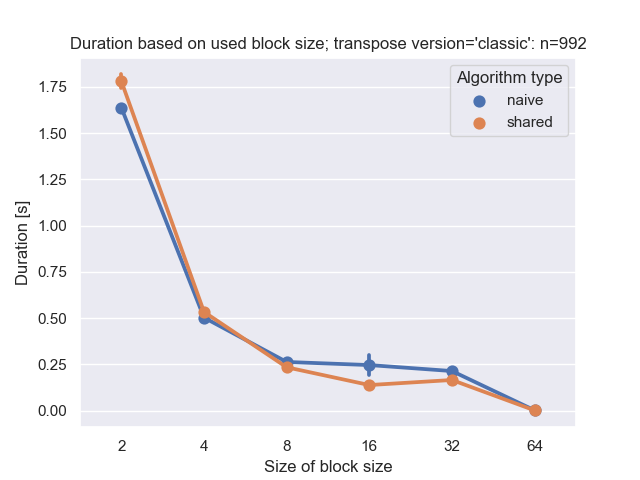 Duration based on used block size; transpose version='classic': n=992
Algorithm type
naive
shared
1.75
1.50
1.25
1.00
0.75
0.50
0.25
0.00
Duration [s]
2 4 8 16 32 64
Size of block size